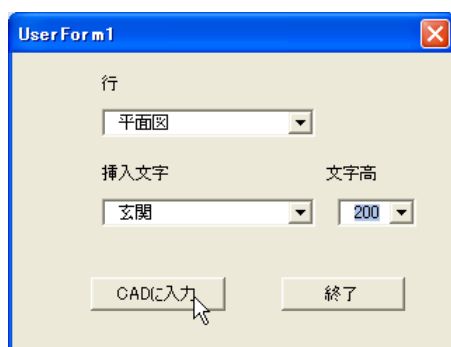 UserForm1
行
平面図
挿入文字 文字高
玄関 200
CADに入力 終了